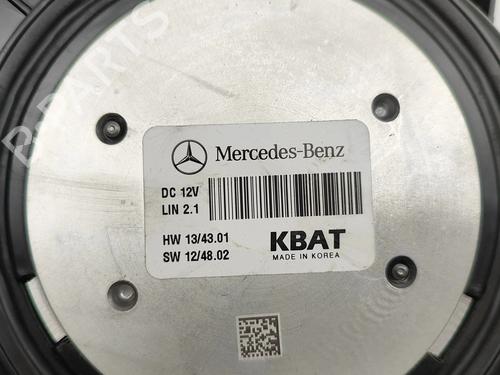 Mercedes-Benz
DC 12V
LIN 2.1
HW 13/43.01
SW 12/48.02
KBAT
MADE IN KOREA
B-PARTS